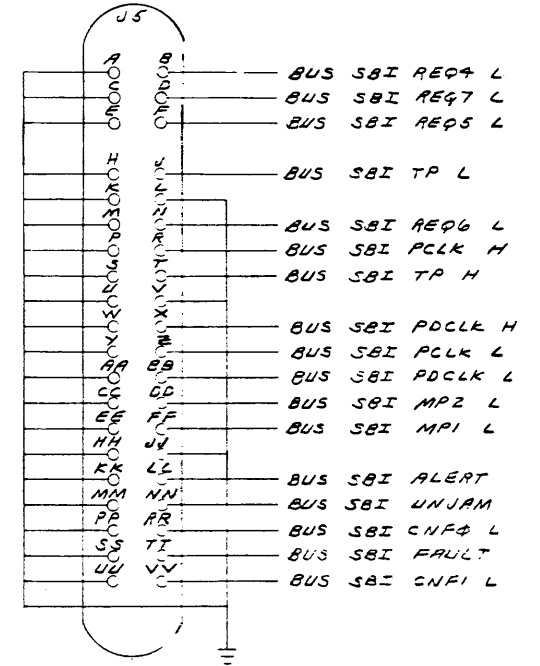 J5
A B BUS SBI REQ4 L
C D BUS SBI REQ7 L
E F BUS SBI REQ5 L
H J BUS SBI TP L
K L
M N BUS SBI REQ6 L
P R BUS SBI PCLK H
S T BUS SBI TP H
U V
W X BUS SBI PDCLK H
Y Z BUS SBI PCLK L
AA BB BUS SBI PDCLK L
CC DD BUS SBI MP2 L
EE FF BUS SBI MP1 L
HH JJ
KK LL BUS SBI ALERT
MM NN BUS SBI UNJAM
PP RR BUS SBI CNF0 L
SS TT BUS SBI FAULT
UU VV BUS SBI CNF1 L